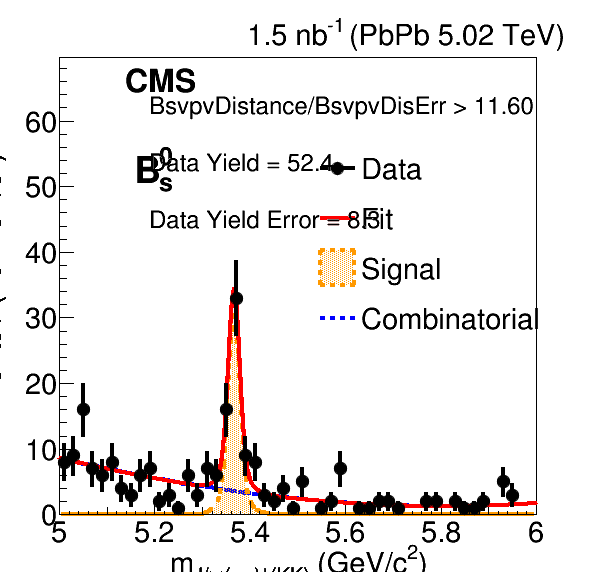 1.5 nb-1 (PbPb 5.02 TeV)
CMS
BsvpvDistance/BsvpvDisErr > 11.60
B0s
Data Yield = 52.4
Data
Data Yield Error = 8.3
Fit
Signal
Combinatorial
60
50
40
30
20
10
0
5 5.2 5.4 5.6 5.8 6
(GeV/c2)